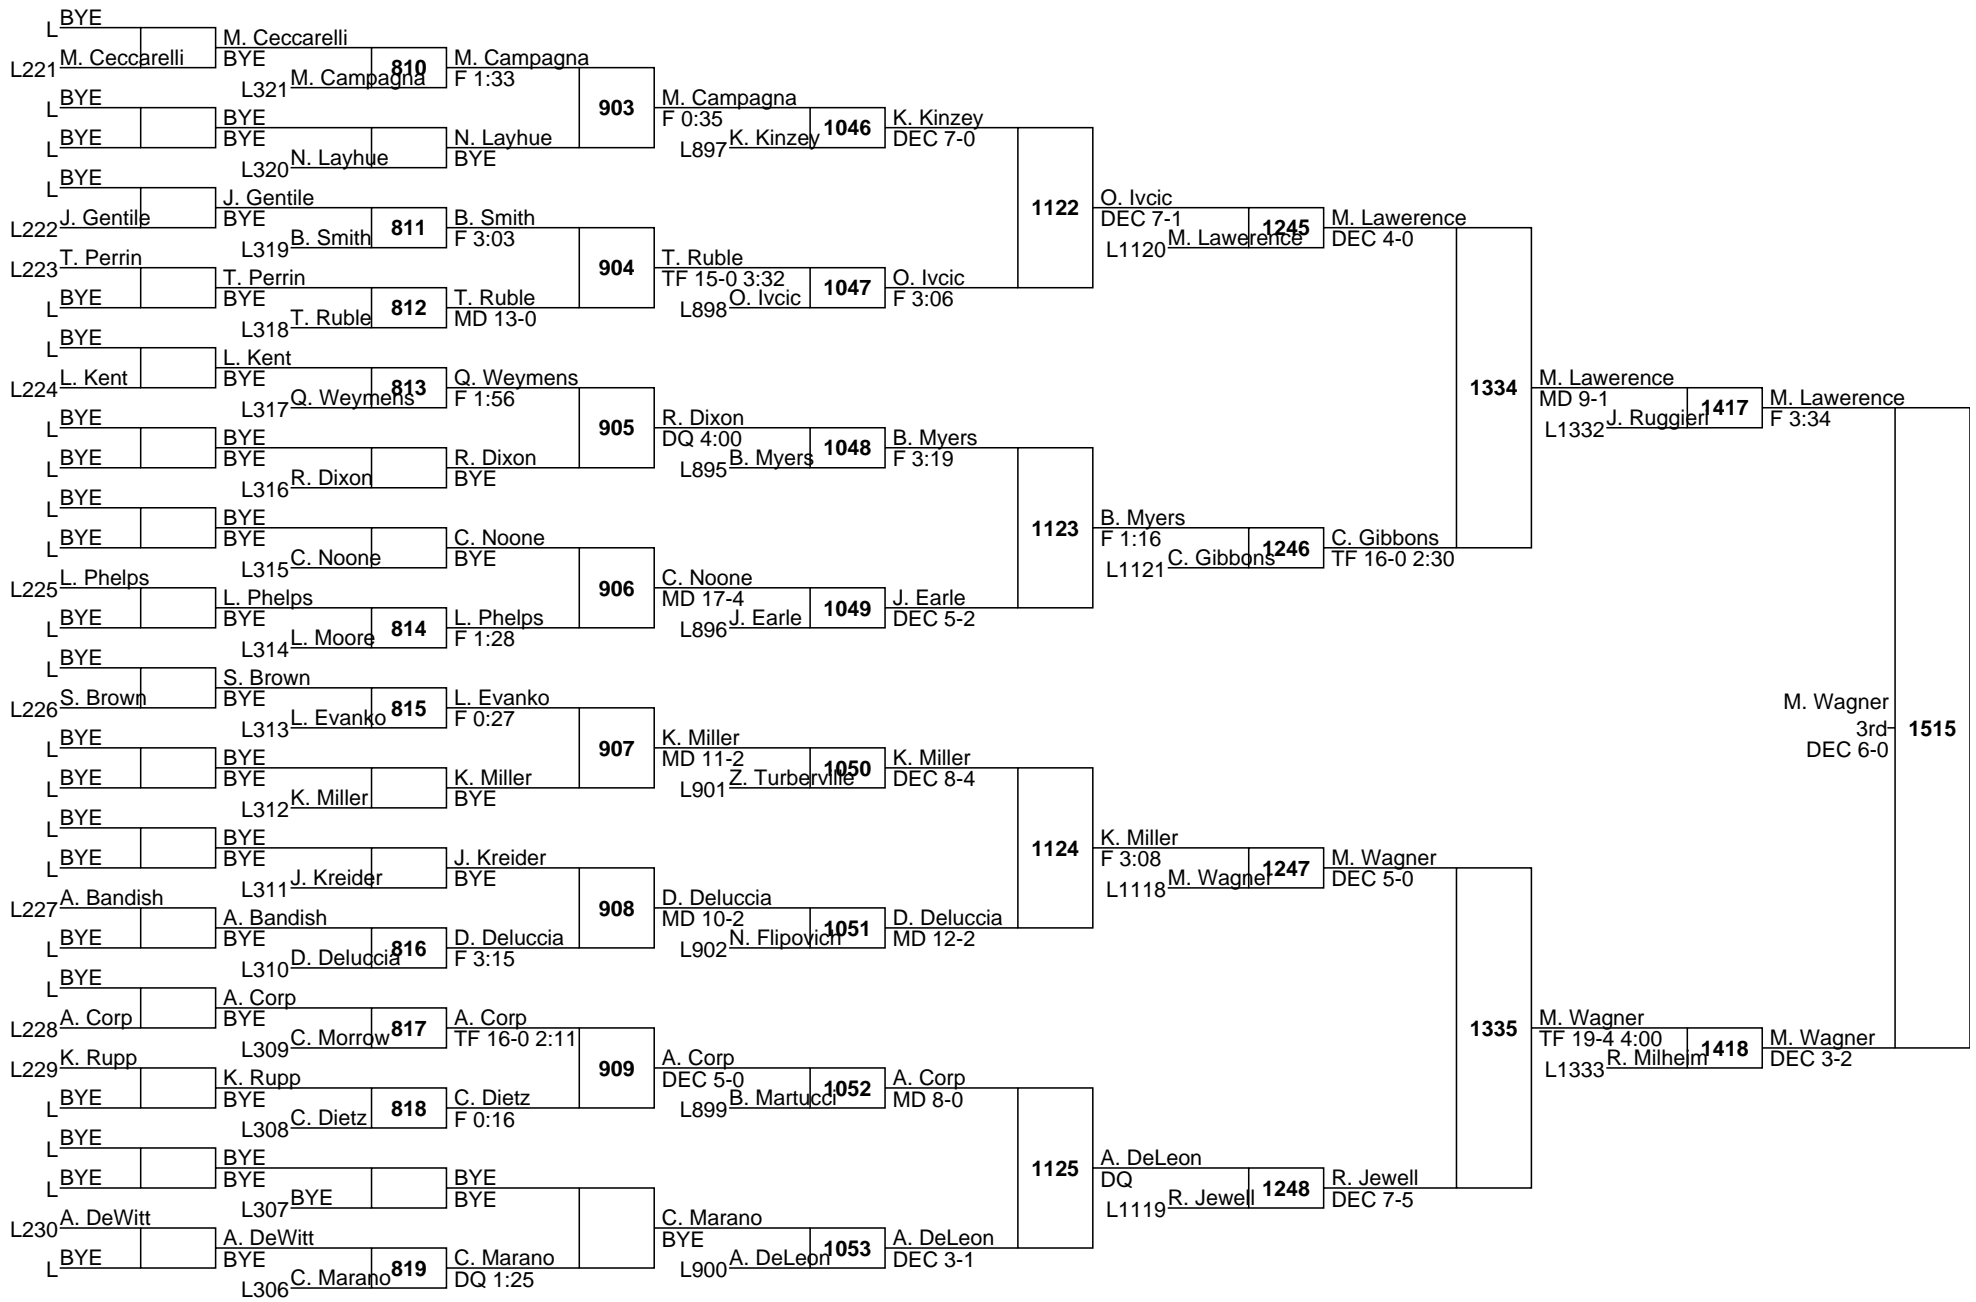 L BYE
M. Ceccarelli
BYE
L221 M. Ceccarelli
810
M. Campagna
F 1:33
L321 M. Campagna
L BYE
903
M. Campagna
F 0:35
BYE
BYE
L BYE
N. Layhue
BYE
L320 N. Layhue
1046
K. Kinzey
DEC 7-0
L897 K. Kinzey
L BYE
J. Gentile
BYE
L222 J. Gentile
811
B. Smith
F 3:03
L319 B. Smith
1122
O. Ivcic
DEC 7-1
L1120 M. Lawerence
1245
M. Lawerence
DEC 4-0
L223 T. Perrin
904
T. Ruble
TF 15-0 3:32
T. Perrin
BYE
L BYE
812
T. Ruble
MD 13-0
L318 T. Ruble
L898 O. Ivcic
1047
O. Ivcic
F 3:06
L BYE
L. Kent
BYE
L224 L. Kent
813
Q. Weymens
F 1:56
L317 Q. Weymens
1334
M. Lawerence
MD 9-1
L1332 J. Ruggieri
1417
M. Lawerence
F 3:34
L BYE
905
R. Dixon
DQ 4:00
BYE
BYE
L BYE
R. Dixon
BYE
L316 R. Dixon
L895 B. Myers
1048
B. Myers
F 3:19
L BYE
BYE
BYE
L BYE
C. Noone
BYE
L315 C. Noone
1123
B. Myers
F 1:16
L1121 C. Gibbons
1246
C. Gibbons
TF 16-0 2:30
L225 L. Phelps
906
C. Noone
MD 17-4
L. Phelps
BYE
L BYE
814
L. Phelps
F 1:28
L314 L. Moore
L896 J. Earle
1049
J. Earle
DEC 5-2
L BYE
S. Brown
BYE
L226 S. Brown
815
L. Evanko
F 0:27
L313 L. Evanko
M. Wagner
3rd
DEC 6-0
1515
L BYE
907
K. Miller
MD 11-2
BYE
BYE
L BYE
K. Miller
BYE
L312 K. Miller
L901 Z. Turberville
1050
K. Miller
DEC 8-4
L BYE
BYE
BYE
L BYE
J. Kreider
BYE
L311 J. Kreider
1124
K. Miller
F 3:08
L1118 M. Wagner
1247
M. Wagner
DEC 5-0
L227 A. Bandish
908
D. Deluccia
MD 10-2
A. Bandish
BYE
L BYE
816
D. Deluccia
F 3:15
L310 D. Deluccia
L902 N. Flipovich
1051
D. Deluccia
MD 12-2
L BYE
A. Corp
BYE
L228 A. Corp
817
A. Corp
TF 16-0 2:11
L309 C. Morrow
1335
M. Wagner
TF 19-4 4:00
L1333 R. Milheim
1418
M. Wagner
DEC 3-2
L229 K. Rupp
909
A. Corp
DEC 5-0
K. Rupp
BYE
L BYE
818
C. Dietz
F 0:16
L308 C. Dietz
L899 B. Martucci
1052
A. Corp
MD 8-0
L BYE
BYE
BYE
L BYE
BYE
BYE
L307 BYE
1125
A. DeLeon
DQ
L1119 R. Jewell
1248
R. Jewell
DEC 7-5
L230 A. DeWitt
C. Marano
BYE
A. DeWitt
BYE
L BYE
819
C. Marano
DQ 1:25
L306 C. Marano
L900 A. DeLeon
1053
A. DeLeon
DEC 3-1